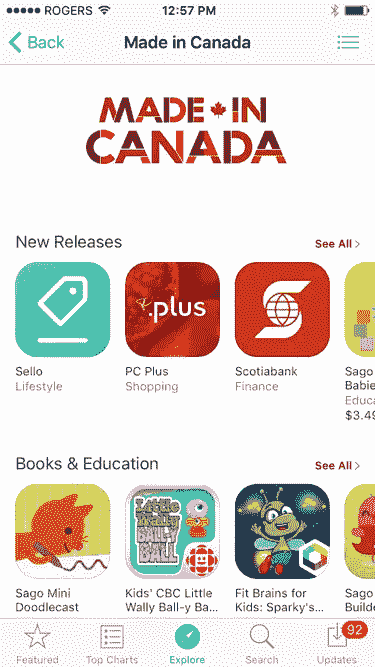 ROGERS 12:57 PM
Back Made in Canada
MADE IN
CANADA
New Releases See All
.plus
Sello
Lifestyle
PC Plus
Shopping
Scotiabank
Finance
Sago
Babie
Educa
$3.49
Books & Education See All
Sago Mini
Doodlecast
Kids' CBC Little
Wally Ball-y Ba...
Fit Brains for
Kids: Sparky's...
Sago
Builde
Featured Top Charts Explore Search Updates
92